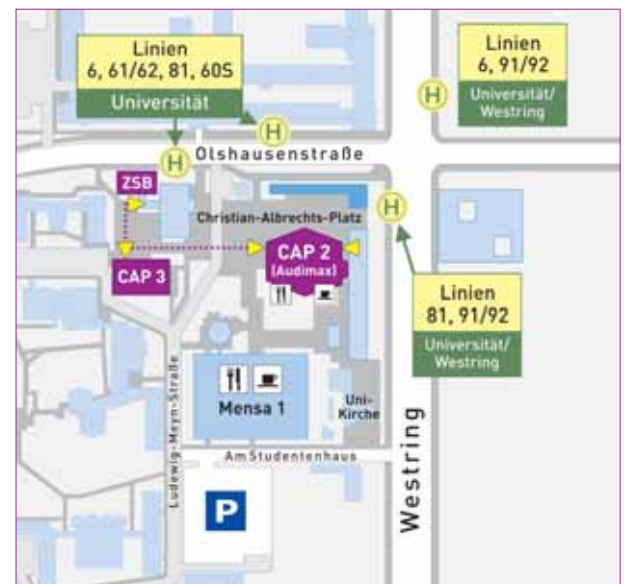 Linien
6, 61/62, 81, 60S
Universität
Linien
6, 91/92
Universität/
Westring
H
H
H
H
Olshausenstraße
ZSB
Christian-Albrechts-Platz
CAP 2
(Audimax)
CAP 3
Linien
81, 91/92
Universität/
Westring
Mensa 1
Uni-
Kirche
Ludewig-Meyn-Straße
Am Studentenhaus
Westring
P